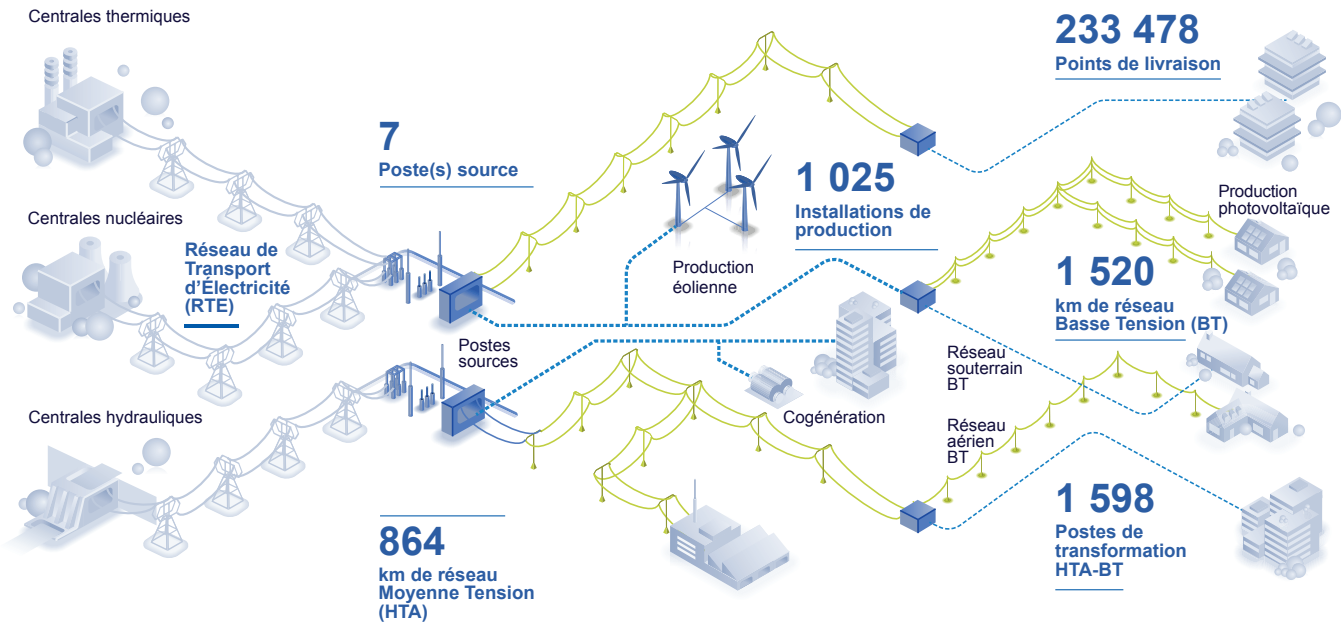 Centrales thermiques
Centrales nucléaires
Réseau de
Transport
d'Électricité
(RTE)
Centrales hydrauliques
7
Poste(s) source
Postes
sources
864
km de réseau
Moyenne Tension
(HTA)
Production
éolienne
1 025
Installations de
production
Cogénération
233 478
Points de livraison
Production
photovoltaïque
1 520
km de réseau
Basse Tension (BT)
Réseau
souterrain
BT
Réseau
aérien
BT
1 598
Postes de
transformation
HTA-BT